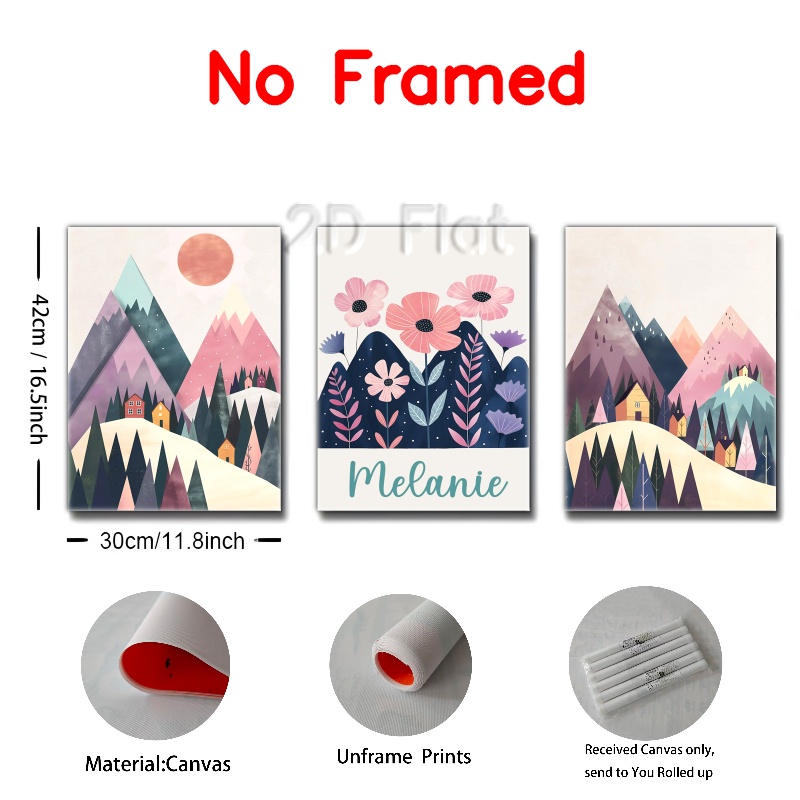 No Framed
2D Flat
42cm / 16.5inch
Melanie
30cm/11.8inch
Material:Canvas
Unframe Prints
Received Canvas only,
send to You Rolled up